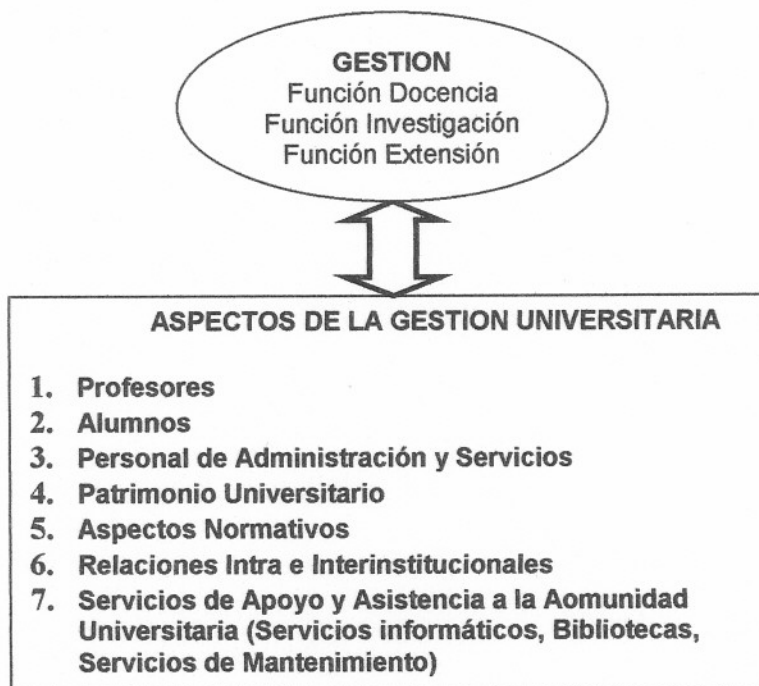 GESTION
Función Docencia
Función Investigación
Función Extensión
ASPECTOS DE LA GESTION UNIVERSITARIA
1. Profesores
2. Alumnos
3. Personal de Administración y Servicios
4. Patrimonio Universitario
5. Aspectos Normativos
6. Relaciones Intra e Interinstitucionales
7. Servicios de Apoyo y Asistencia a la Aomunidad
Universitaria (Servicios informáticos, Bibliotecas,
Servicios de Mantenimiento)